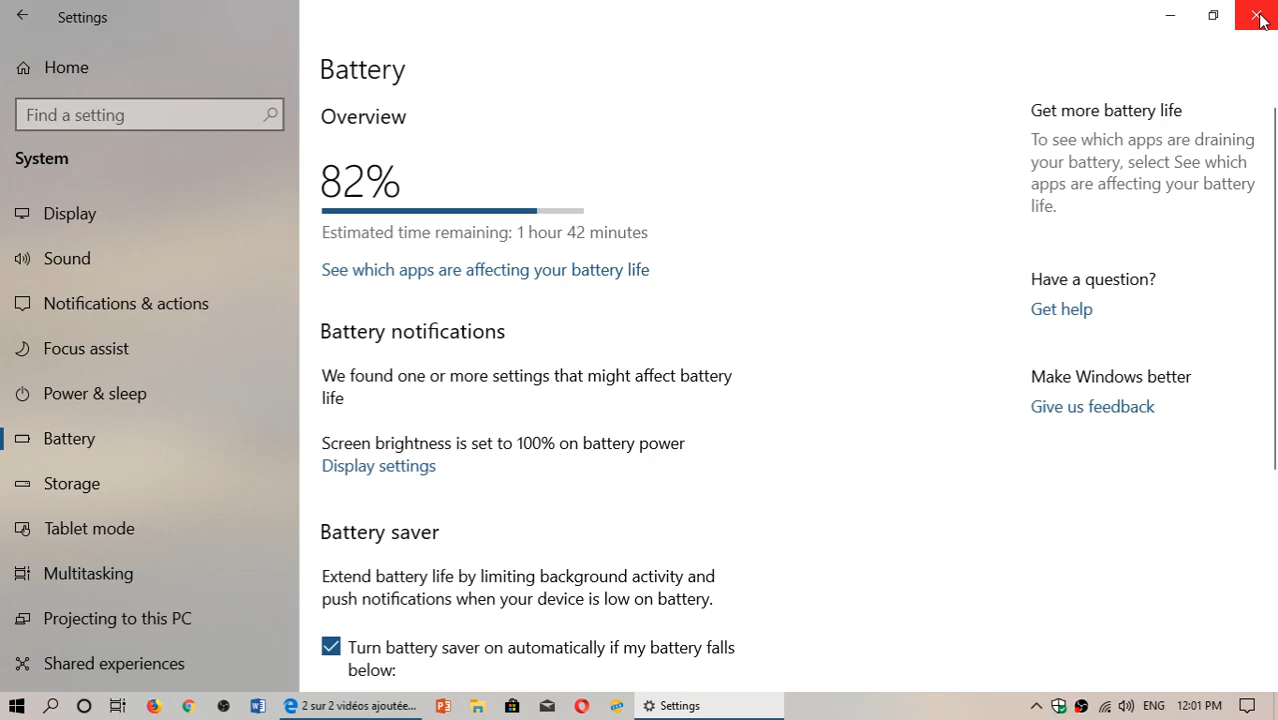 Settings
Home
Find a setting
System
Display
Sound
Notifications & actions
Focus assist
Power & sleep
Battery
Storage
Tablet mode
Multitasking
Projecting to this PC
Shared experiences
Battery
Overview
82%
Estimated time remaining: 1 hour 42 minutes
See which apps are affecting your battery life
Battery notifications
We found one or more settings that might affect battery
life
Screen brightness is set to 100% on battery power
Display settings
Battery saver
Extend battery life by limiting background activity and
push notifications when your device is low on battery.
Turn battery saver on automatically if my battery falls
below:
Get more battery life
To see which apps are draining
your battery, select See which
apps are affecting your battery
life.
Have a question?
Get help
Make Windows better
Give us feedback
2 sur 2 vidéos ajoutée...
Settings
ENG
12:01 PM